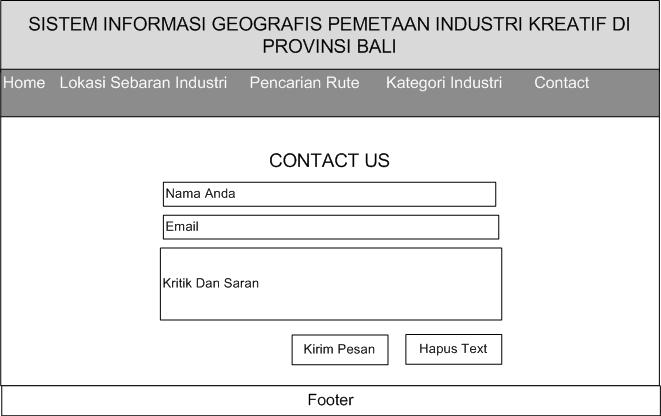 SISTEM INFORMASI GEOGRAFIS PEMETAAN INDUSTRI KREATIF DI
PROVINSI BALI
Home Lokasi Sebaran Industri Pencarian Rute Kategori Industri Contact
CONTACT US
Nama Anda
Email
Kritik Dan Saran
Kirim Pesan Hapus Text
Footer